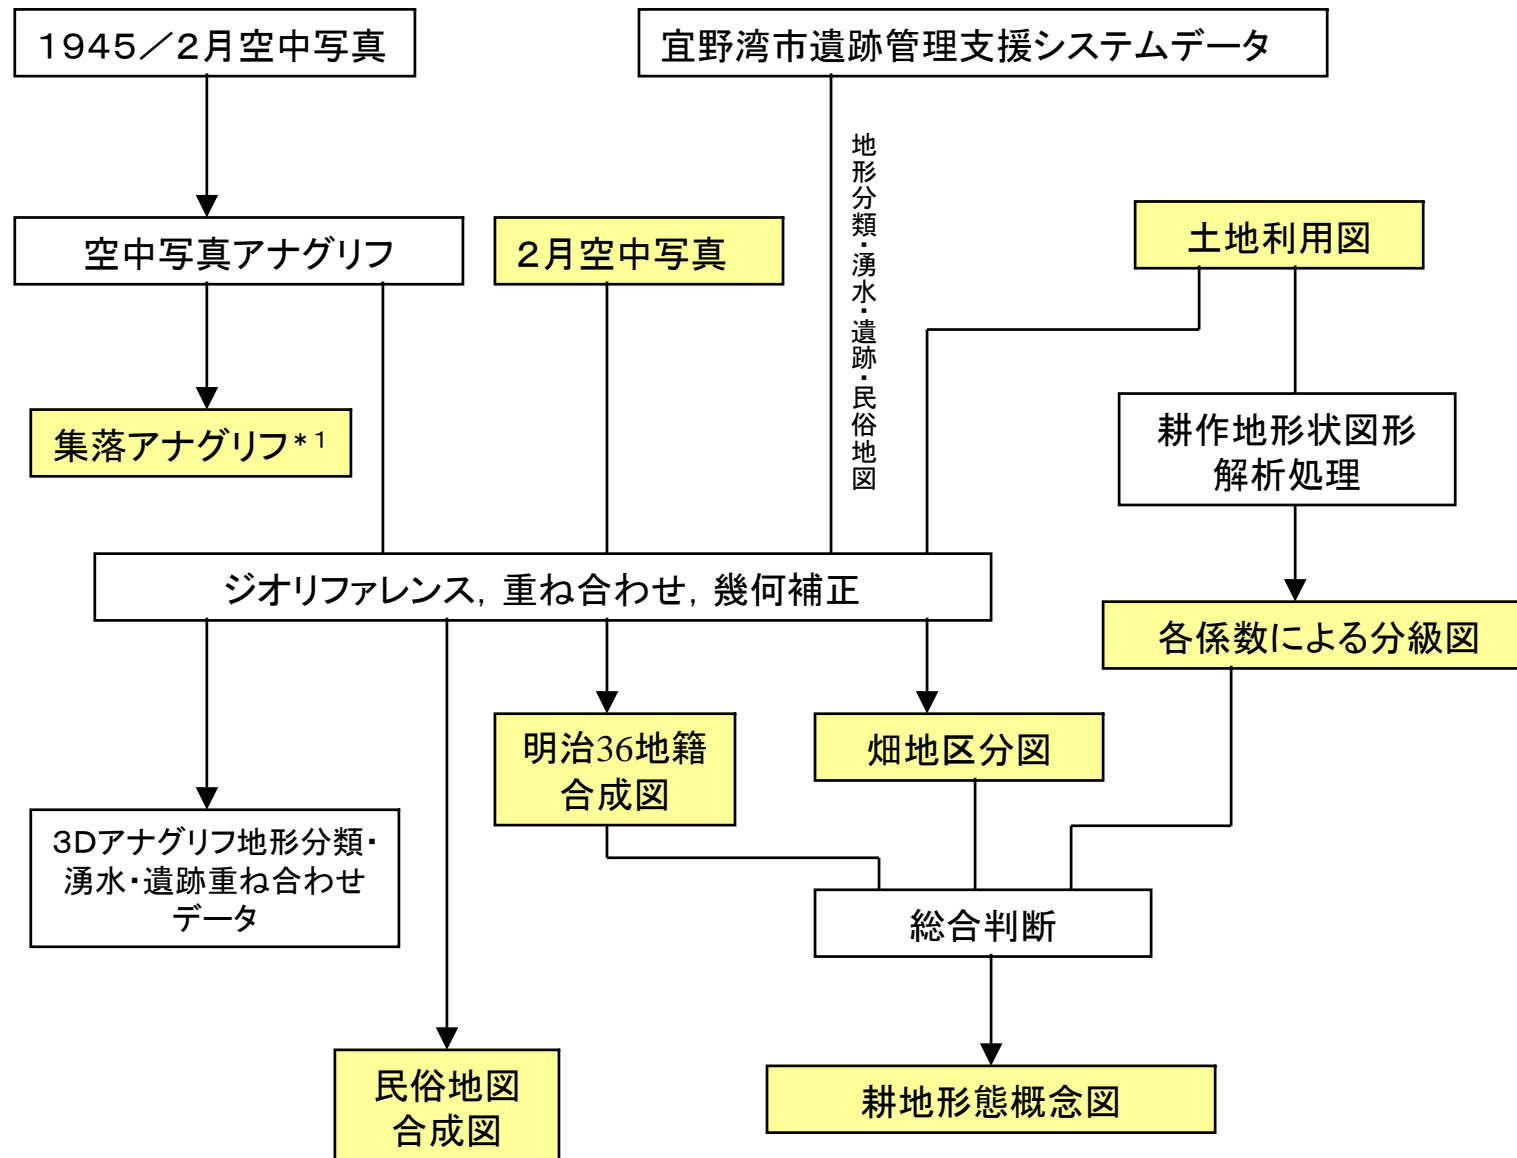 1945／2月空中写真
宜野湾市遺跡管理支援システムデータ
地形分類・湧水・遺跡・民俗地図
空中写真アナグリフ
2月空中写真
土地利用図
集落アナグリフ*1
耕作地形状図形
解析処理
ジオリファレンス，重ね合わせ，幾何補正
各係数による分級図
明治36地籍
合成図
畑地区分図
3Dアナグリフ地形分類・
湧水・遺跡重ね合わせ
データ
総合判断
民俗地図
合成図
耕地形態概念図